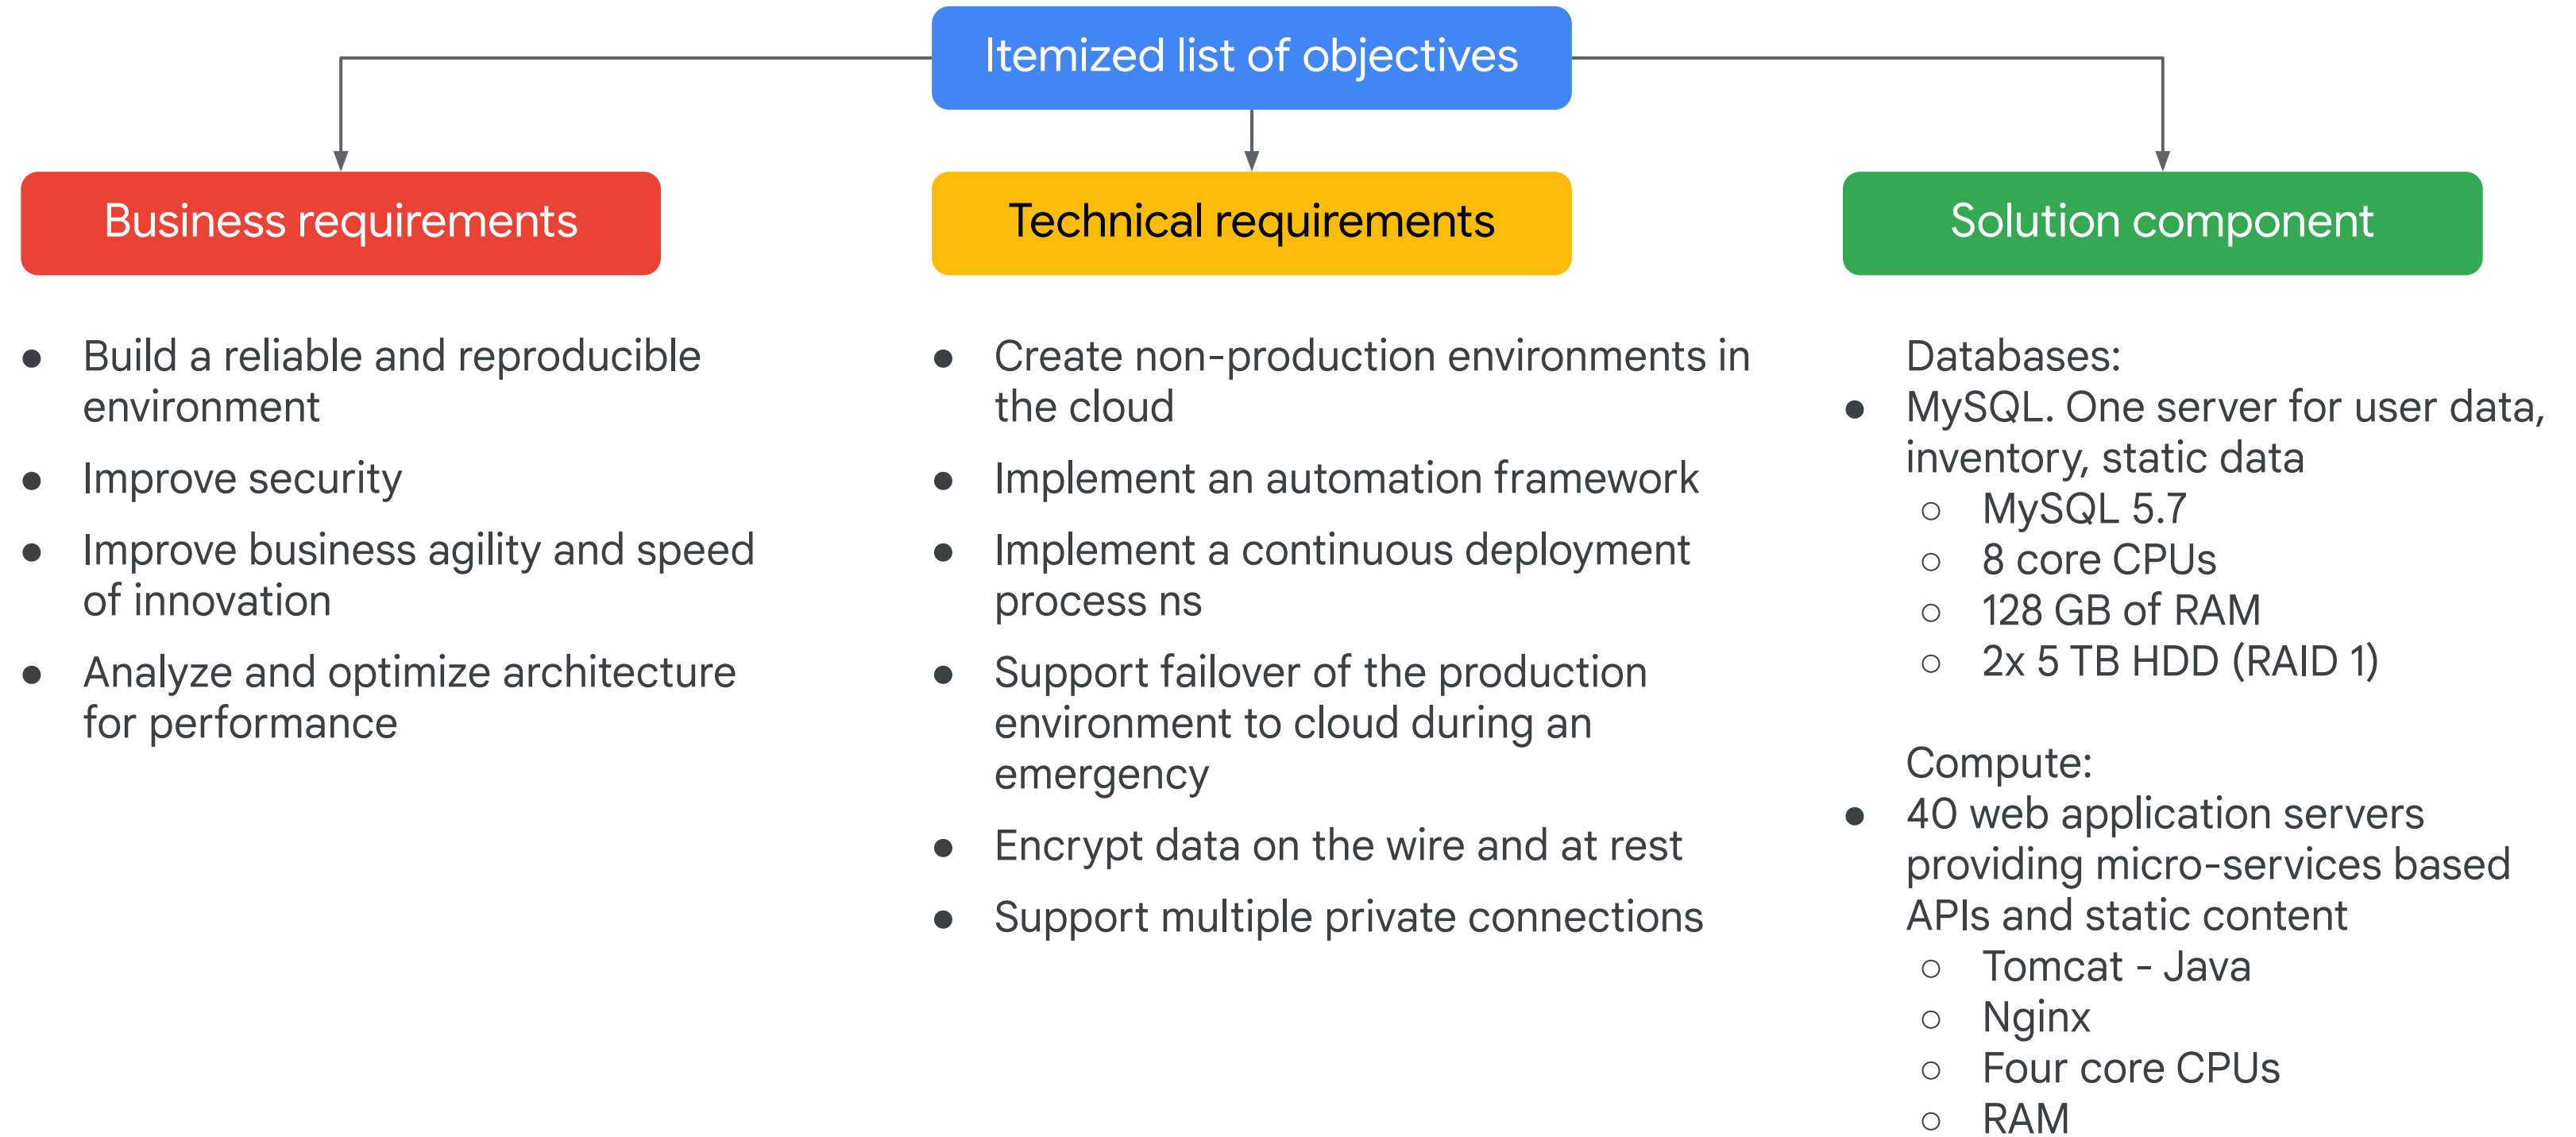 Itemized list of objectives
Business requirements
● Build a reliable and reproducible
environment
● Improve security
● Improve business agility and speed
of innovation
● Analyze and optimize architecture
for performance
Technical requirements
● Create non-production environments in
the cloud
● Implement an automation framework
● Implement a continuous deployment
process ns
● Support failover of the production
environment to cloud during an
emergency
● Encrypt data on the wire and at rest
● Support multiple private connections
Solution component
Databases:
● MySQL. One server for user data,
inventory, static data
○ MySQL 5.7
○ 8 core CPUs
○ 128 GB of RAM
○ 2x 5 TB HDD (RAID 1)
Compute:
● 40 web application servers
providing micro-services based
APIs and static content
○ Tomcat - Java
○ Nginx
○ Four core CPUs
○ RAM